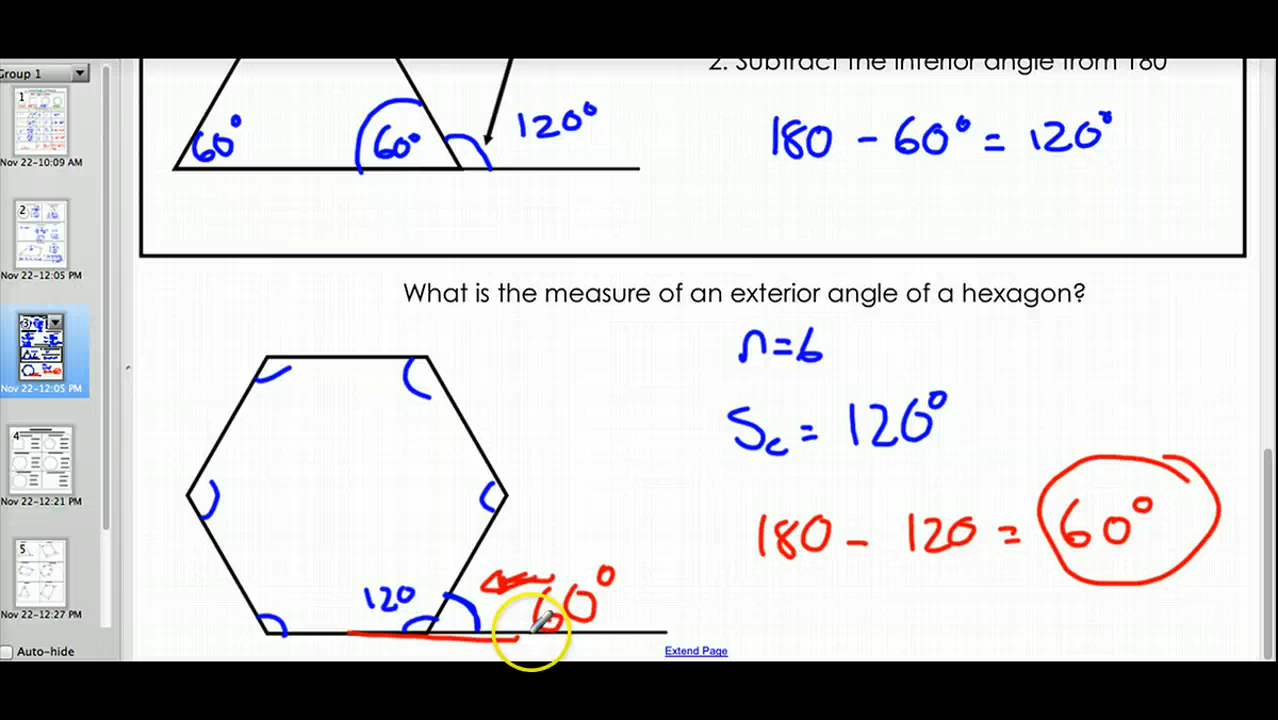 Group 1
1
Nov 22-10:09 AM
2
Nov 22-12:05 PM
3
Nov 22-12:05 PM
4
Nov 22-12:21 PM
5
Nov 22-12:27 PM
Auto-hide
2. Subtract the interior angle from 180
60° 60° 120°
180 - 60° = 120°
What is the measure of an exterior angle of a hexagon?
n=6
Sc = 120°
180 - 120 = 60°
120 60°
Extend Page